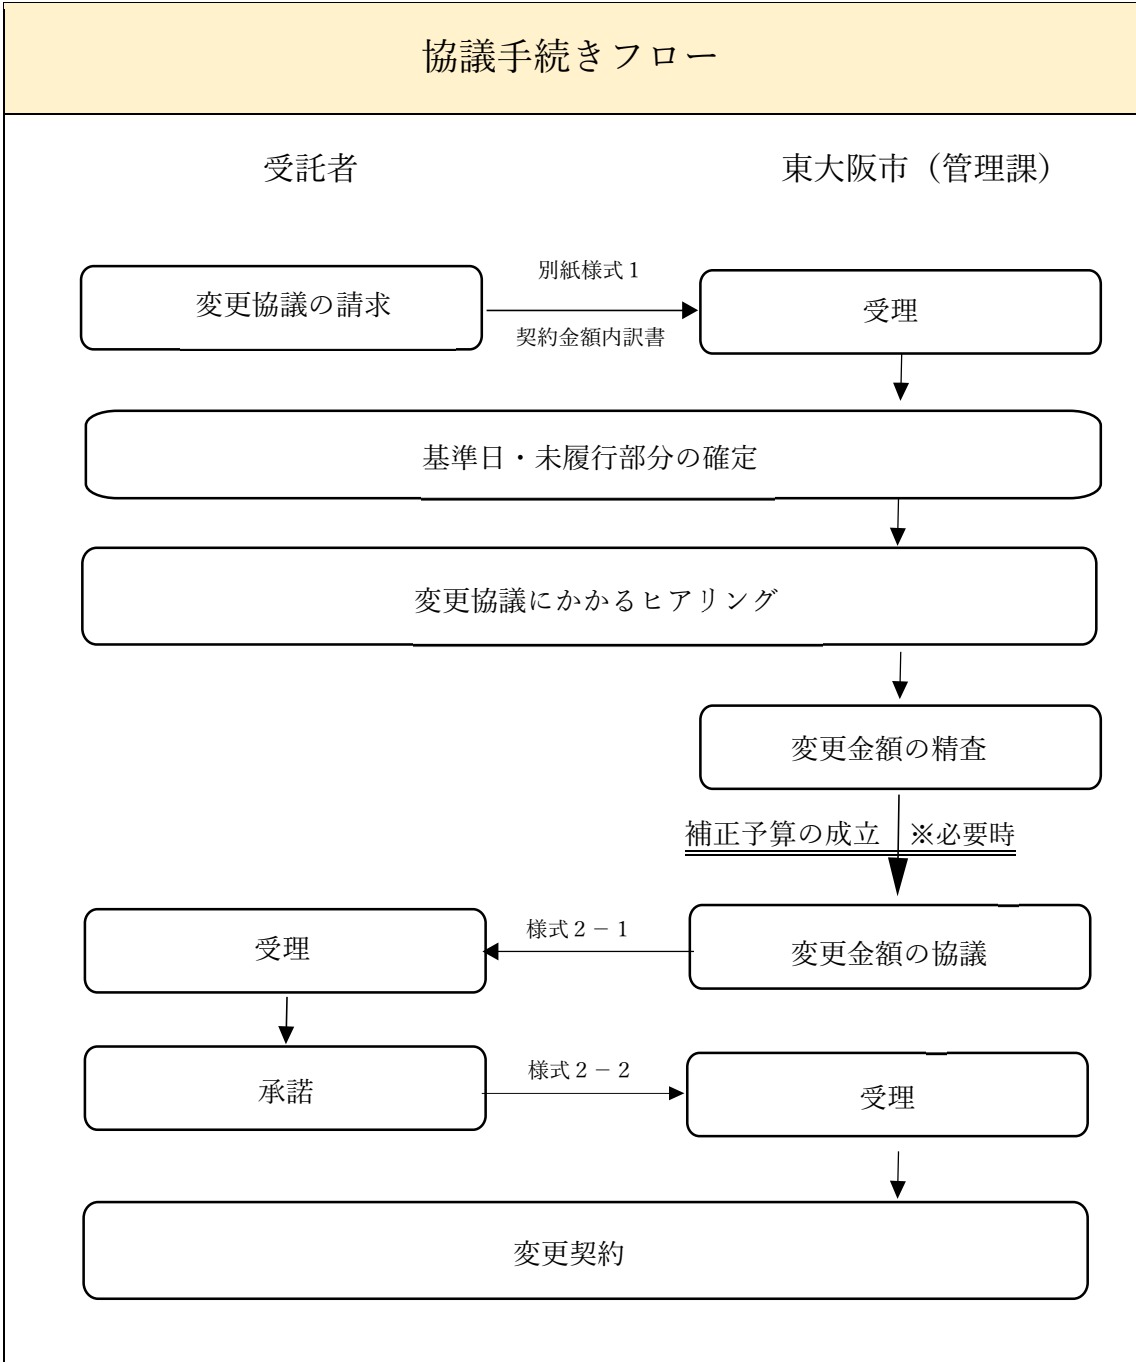 協議手続きフロー
受託者
東大阪市（管理課）
別紙様式１
変更協議の請求
受理
契約金額内訳書
基準日・未履行部分の確定
変更協議にかかるヒアリング
変更金額の精査
補正予算の成立　※必要時
様式２－１
受理
変更金額の協議
様式２－２
承諾
受理
変更契約